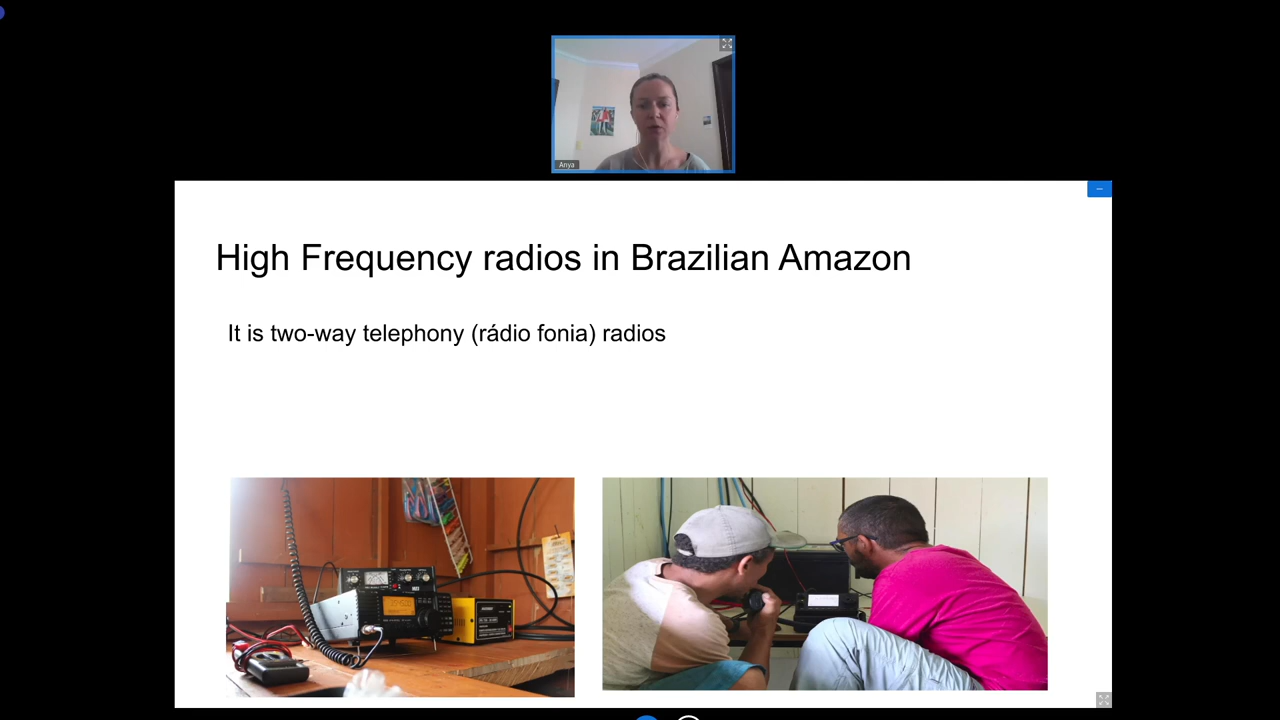 Anya
High Frequency radios in Brazilian Amazon
It is two-way telephony (rádio fonia) radios